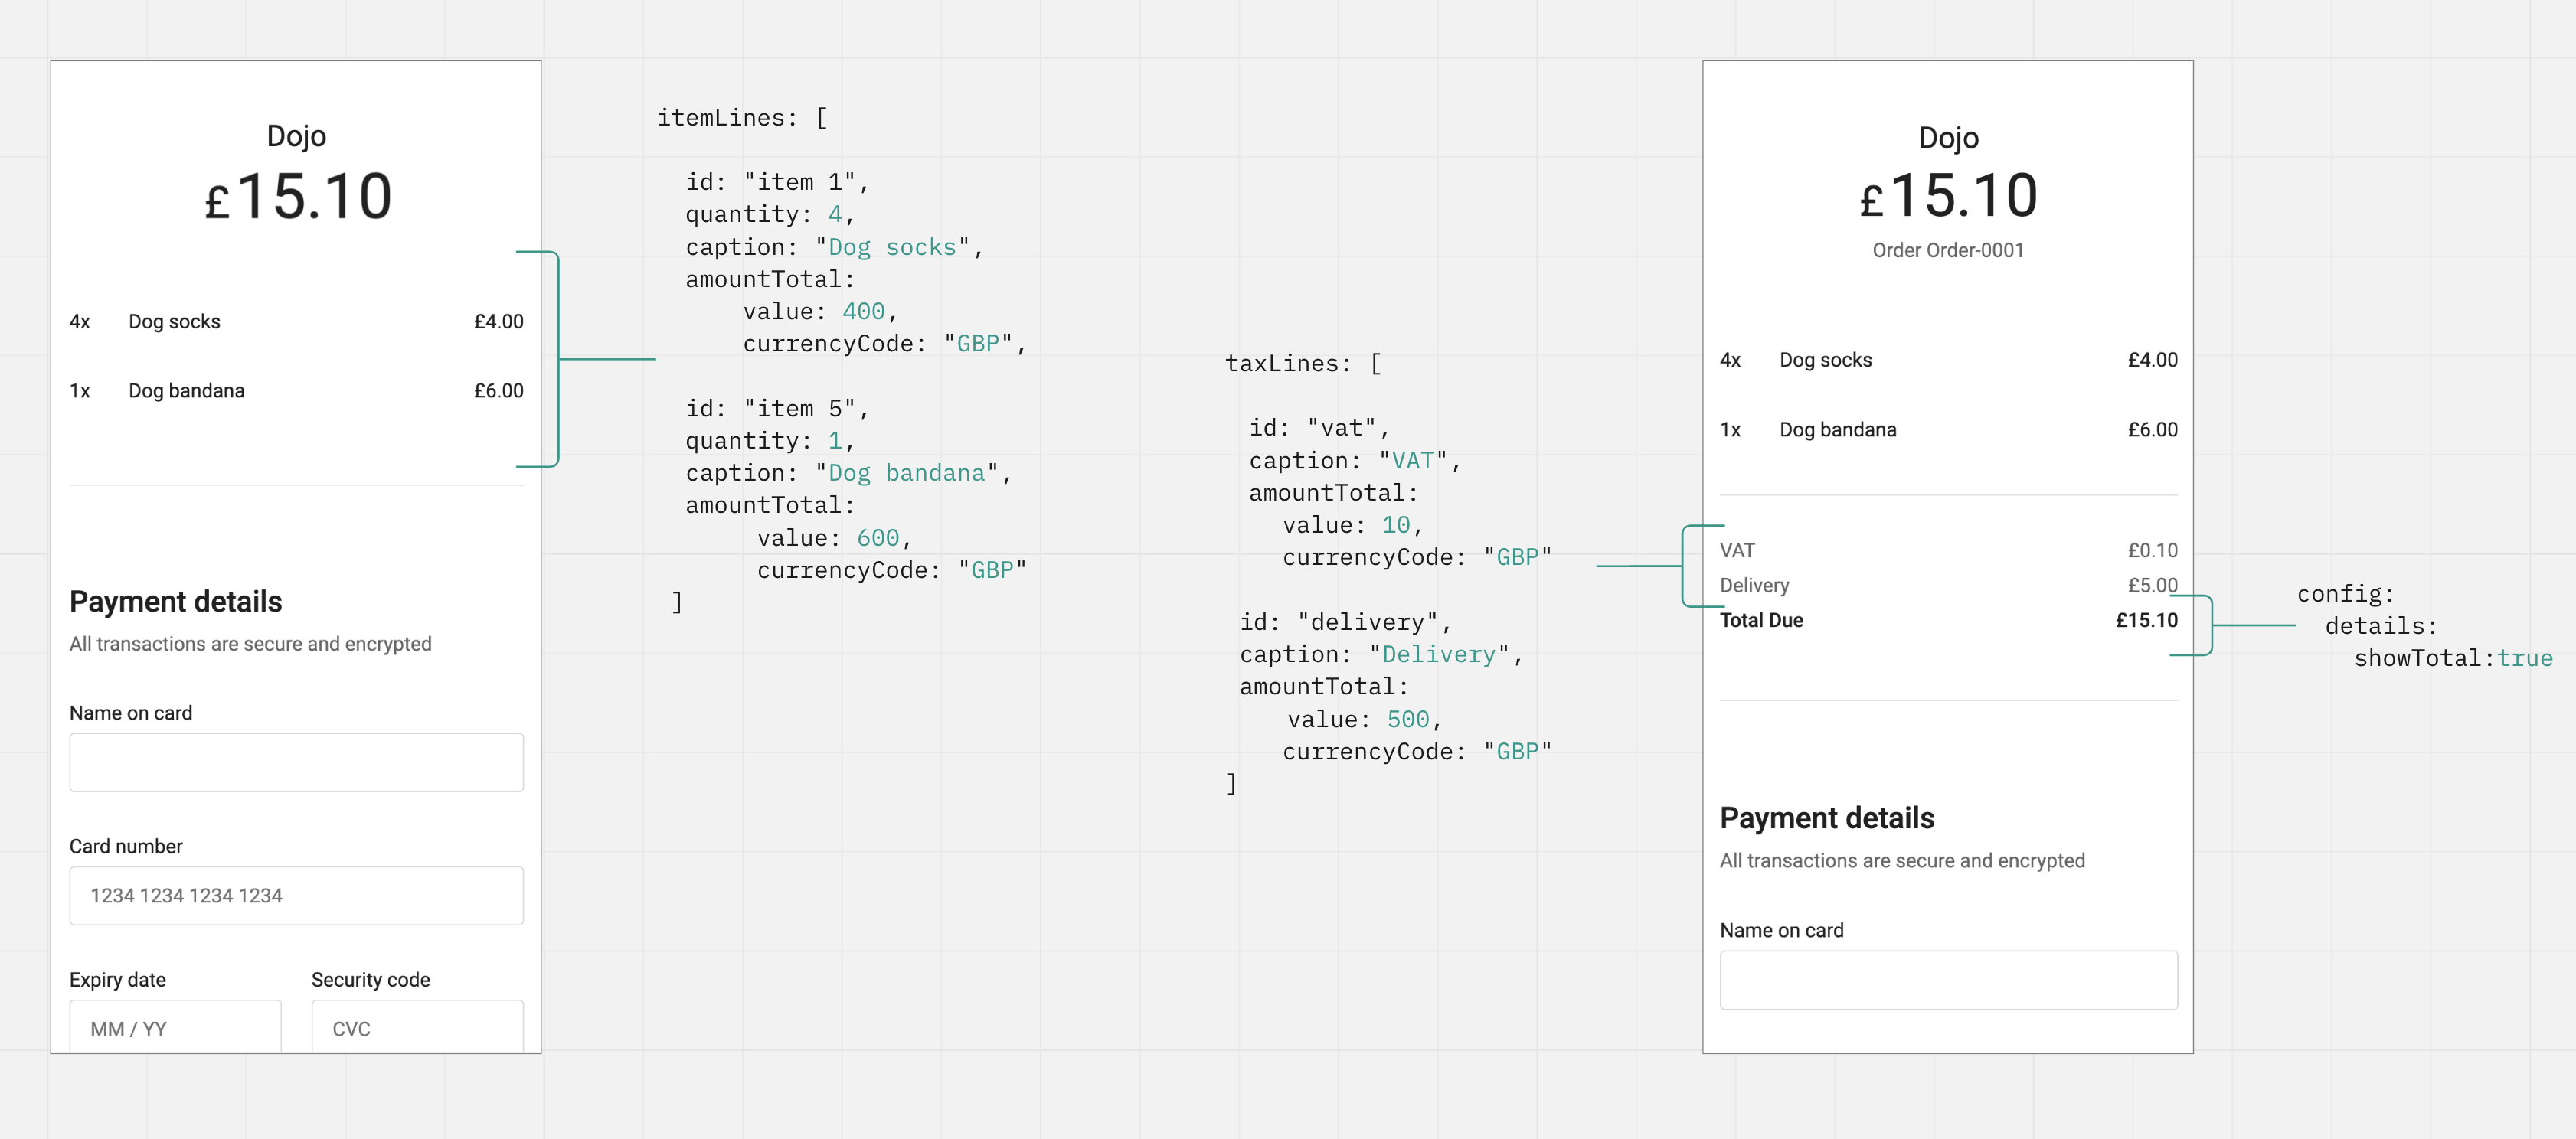 Dojo
£15.10
4x Dog socks £4.00
1x Dog bandana £6.00
Payment details
All transactions are secure and encrypted
Name on card
Card number
1234 1234 1234 1234
Expiry date Security code
MM / YY CVC
itemLines: [
id: "item 1",
quantity: 4,
caption: "Dog socks",
amountTotal:
value: 400,
currencyCode: "GBP",
id: "item 5",
quantity: 1,
caption: "Dog bandana",
amountTotal:
value: 600,
currencyCode: "GBP"
]
taxLines: [
id: "vat",
caption: "VAT",
amountTotal:
value: 10,
currencyCode: "GBP"
id: "delivery",
caption: "Delivery",
amountTotal:
value: 500,
currencyCode: "GBP"
]
Dojo
£15.10
Order Order-0001
4x Dog socks £4.00
1x Dog bandana £6.00
VAT £0.10
Delivery £5.00
Total Due £15.10
Payment details
All transactions are secure and encrypted
Name on card
config:
details:
showTotal:true